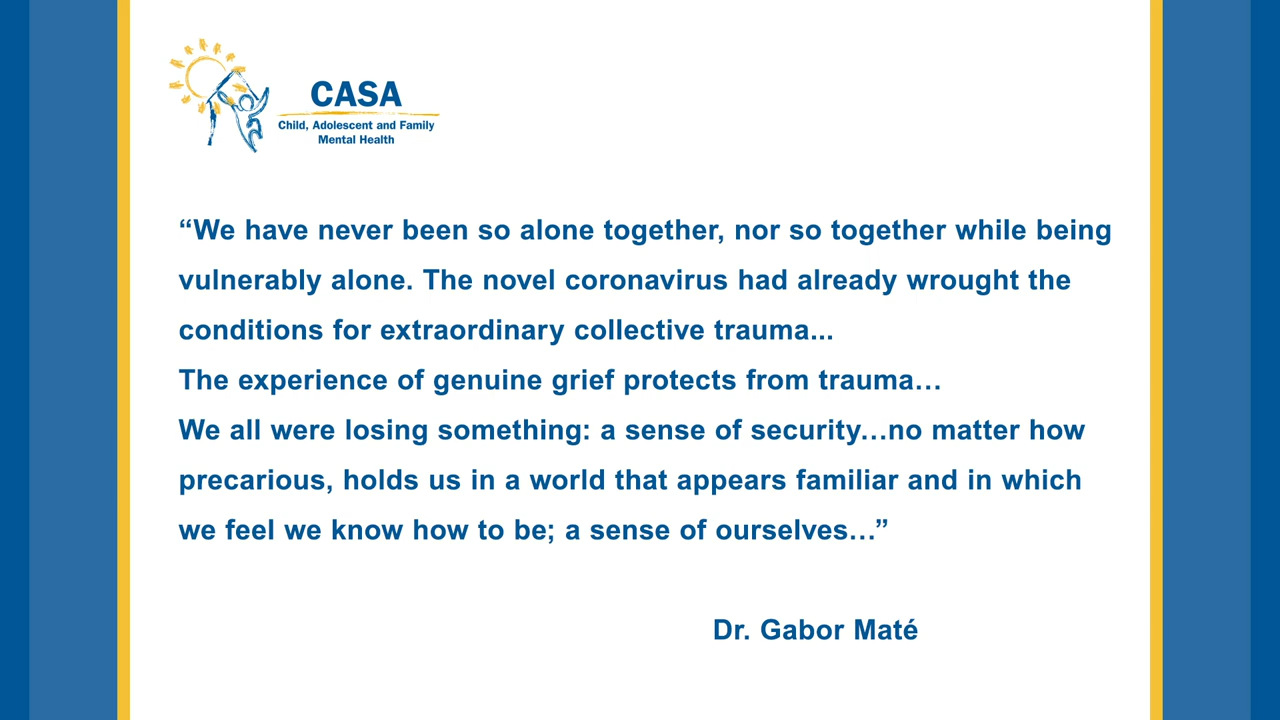 CASA
Child, Adolescent and Family
Mental Health
“We have never been so alone together, nor so together while being
vulnerably alone. The novel coronavirus had already wrought the
conditions for extraordinary collective trauma...
The experience of genuine grief protects from trauma…
We all were losing something: a sense of security…no matter how
precarious, holds us in a world that appears familiar and in which
we feel we know how to be; a sense of ourselves…”
Dr. Gabor Maté